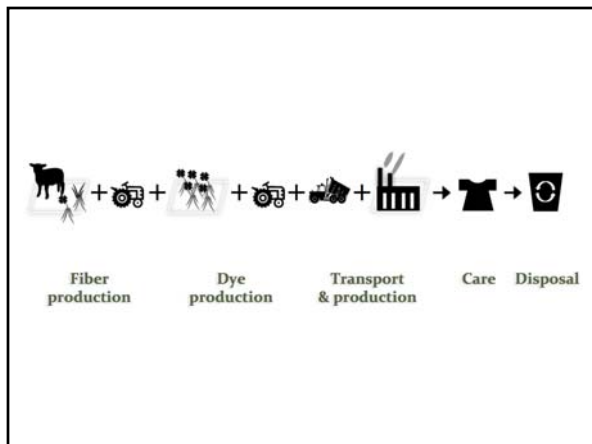 Fiber
production
Dye
production
Transport
& production
Care
Disposal